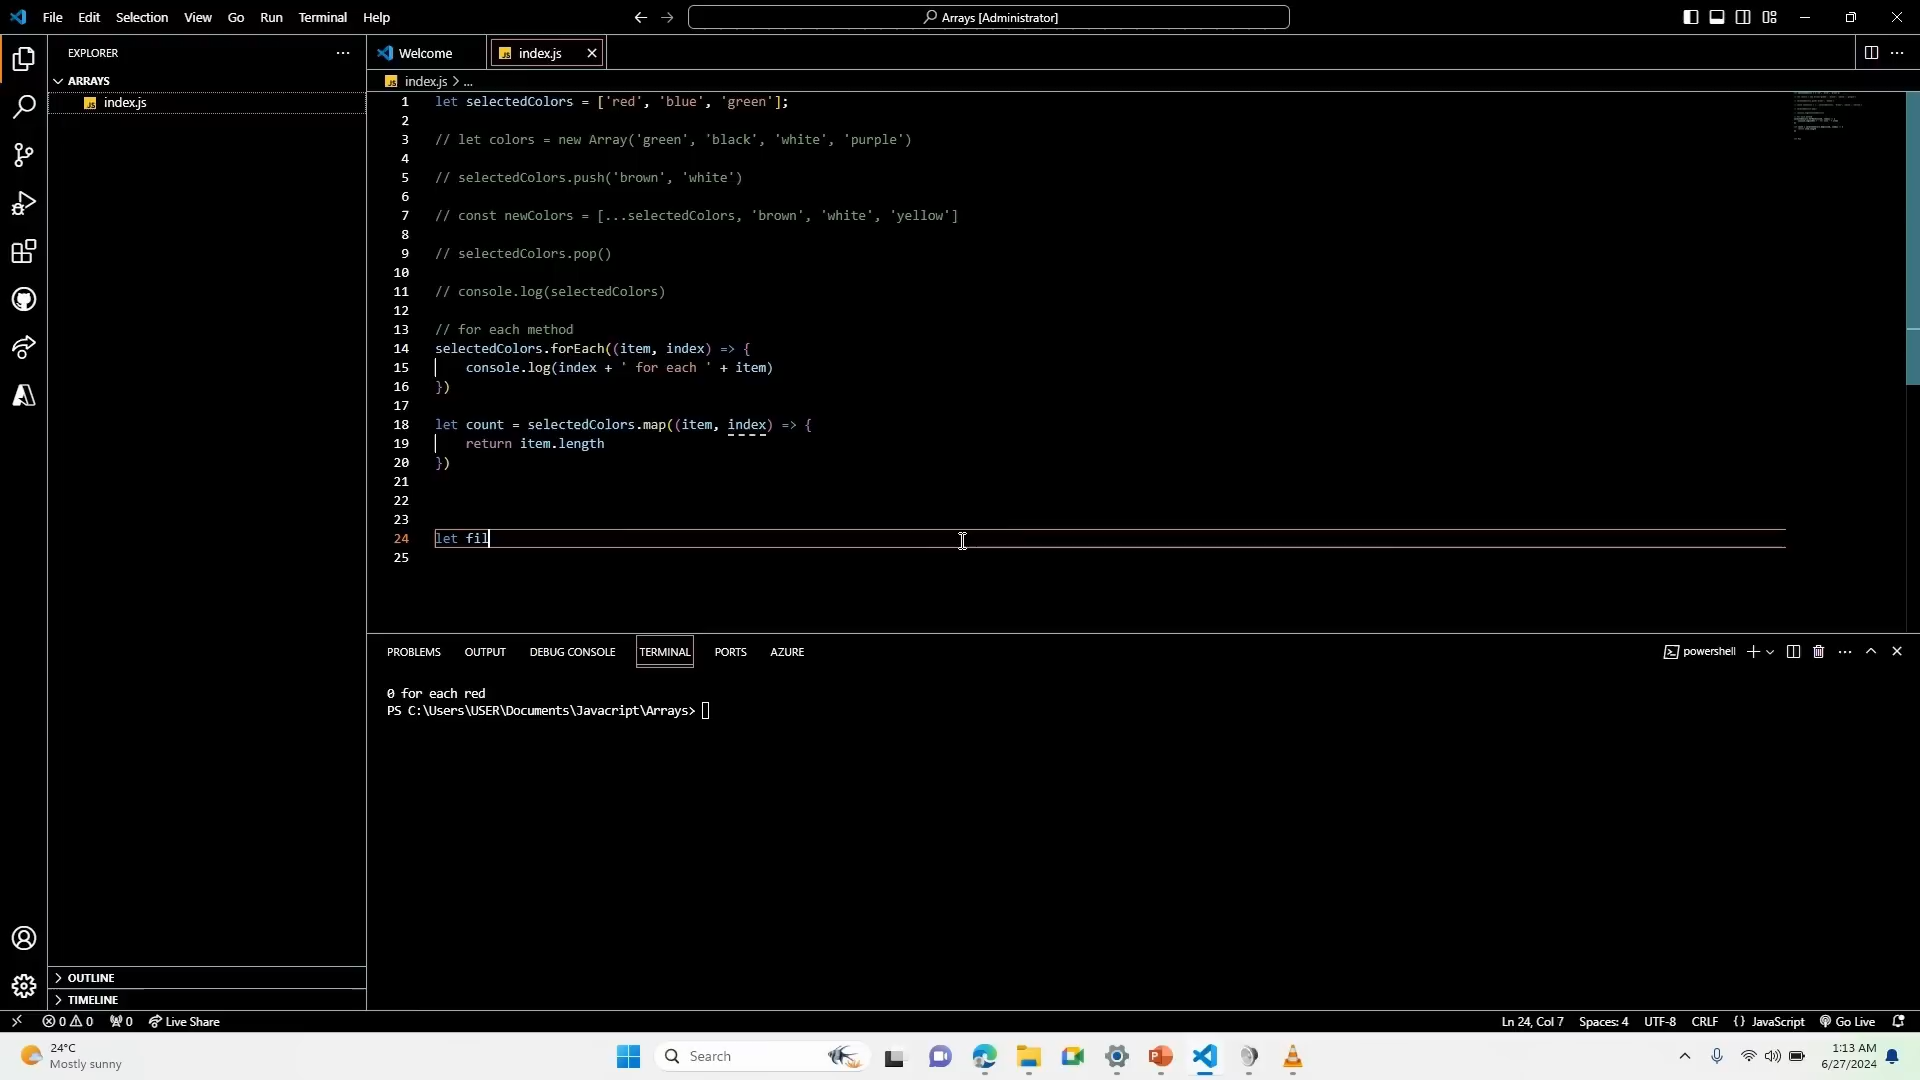 File Edit Selection View Go Run Terminal Help
Arrays [Administrator]
EXPLORER
ARRAYS
index.js
Welcome
index.js
index.js > ...
1 let selectedColors = ['red', 'blue', 'green'];
2
3 // let colors = new Array('green', 'black', 'white', 'purple')
4
5 // selectedColors.push('brown', 'white')
6
7 // const newColors = [...selectedColors, 'brown', 'white', 'yellow']
8
9 // selectedColors.pop()
10
11 // console.log(selectedColors)
12
13 // for each method
14 selectedColors.forEach((item, index) => {
15 console.log(index + ' for each ' + item)
16 })
17
18 let count = selectedColors.map((item, index) => {
19 return item.length
20 })
21
22
23
24 let fil
25
PROBLEMS OUTPUT DEBUG CONSOLE TERMINAL PORTS AZURE
powershell
0 for each red
PS C:\Users\USER\Documents\Javacript\Arrays>
OUTLINE
TIMELINE
0 0 0 Live Share
Ln 24, Col 7 Spaces: 4 UTF-8 CRLF {} JavaScript Go Live
24°C
Mostly sunny
Search
1:13 AM
6/27/2024